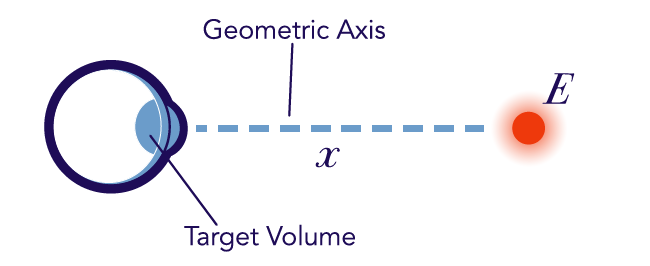 Geometric Axis
E
x
Target Volume